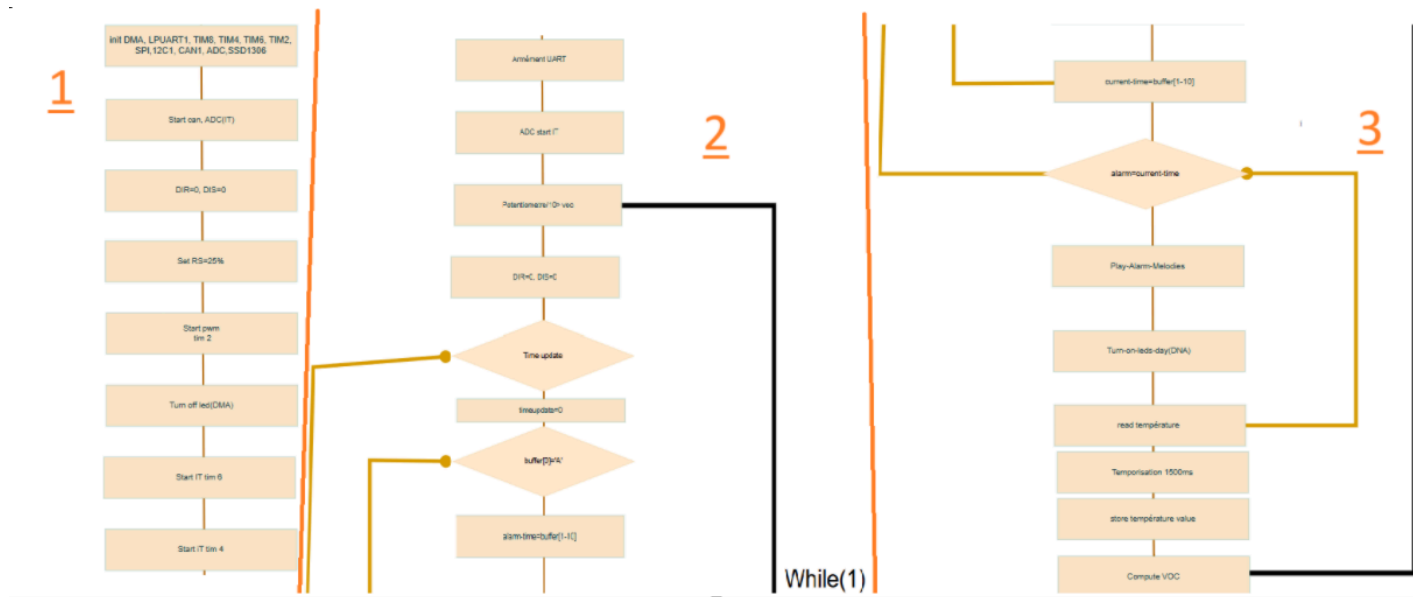 1
init DMA, LPUART1, TIM8, TIM4, TIM6, TIM2,
SPI,12C1, CAN1, ADC,SSD1306
Start can, ADC(IT)
DIR=0, DIS=0
Set RS=25%
Start pwm
tim 2
Turn off led(DMA)
Start IT tim 6
Start IT tim 4
2
Armément UART
ADC start IT
DIR=0, DIS=0
Time update
timeupdate=0
buffer[0]='A'
alarm-time=buffer[1-10]
While(1)
3
current-time=buffer[1-10]
alarm=current-time
Play-Alarm-Melodies
Turn-on-leds-day(DNA)
read température
Temporisation 1500ms
store température value
Compute VOC